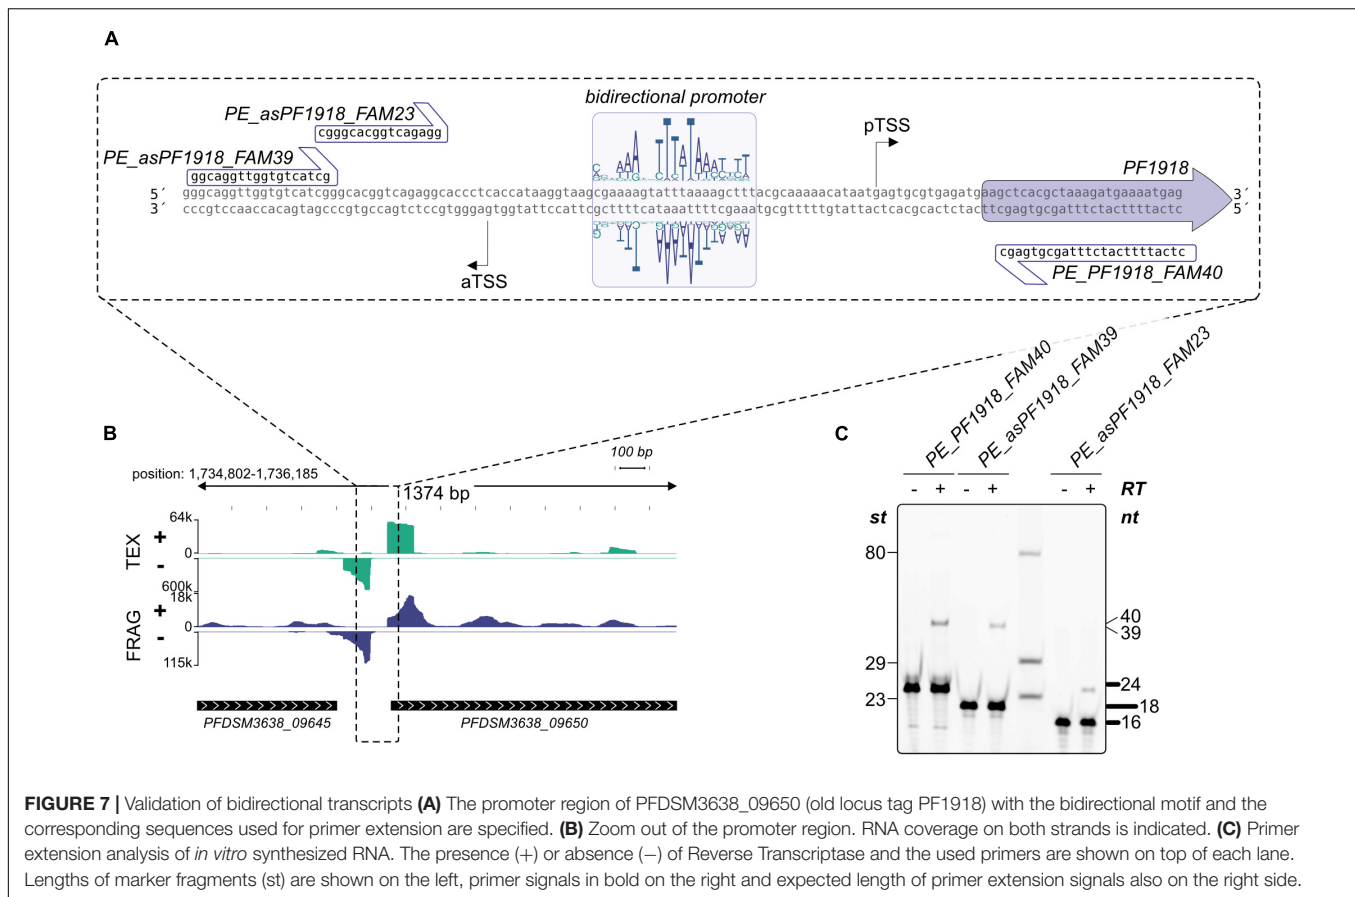 A
bidirectional promoter
PE_asPF1918_FAM23
cgggcacggtcagagg
pTSS
PE_asPF1918_FAM39
ggcaggttggtgtcatcg
PF1918
5´ gggcaggttggtgtcatcgggcacggtcagaggcaccctcaccataaggtaagcgaaaagtatttaaaaagctttacgcaaaaacataatgagtgcgtgagatgaagctcacgctaaagatgaaaatgag 3´
3´ cccgtccaaccacagtagcccgtgccagtctccgtgggagtggtattccattcgcttttcataaattttcgaaatgcgtttttgtattactcacgcactctacttcgagtgcgatttctacttttactc 5´
aTSS
cgagtgcgatttctacttttactc
PE_PF1918_FAM40
B
100 bp
position: 1,734,802-1,736,185
1374 bp
64k
TEX + 0
-
600k
18k
FRAG + 0
-
115k
PFDSM3638_09645
PFDSM3638_09650
C
PE_PF1918_FAM40
PE_asPF1918_FAM39
PE_asPF1918_FAM23
- + - + - + RT
st nt
80
40
39
29
24
23
18
16
FIGURE 7 | Validation of bidirectional transcripts (A) The promoter region of PFDSM3638_09650 (old locus tag PF1918) with the bidirectional motif and the
corresponding sequences used for primer extension are specified. (B) Zoom out of the promoter region. RNA coverage on both strands is indicated. (C) Primer
extension analysis of in vitro synthesized RNA. The presence (+) or absence (−) of Reverse Transcriptase and the used primers are shown on top of each lane.
Lengths of marker fragments (st) are shown on the left, primer signals in bold on the right and expected length of primer extension signals also on the right side.